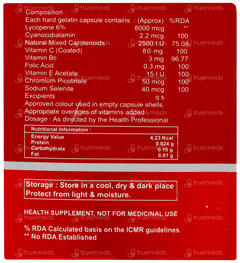 Composition :
Each hard gelatin capsule contains : (Approx) %RDA
Lycopene 6% 8000 mcg **
Cyanocobalamin 2.2 mcg 100
Natural Mixed Carotenoids 2500 I.U. 75.08
Vitamin C (Coated) 80 mg 100
Vitamin B6 3 mg 96.77
Folic Acid 0.3 mg 100
Vitamin E Acetate 15 I.U. 100
Chromium Picolinate 50 mcg 100
Sodium Selenite 40 mcg 100
Excipients q.s.
Approved colour used in empty capsule shells.
Appropriate overages of vitamins added
Dosage : As directed by the Health Professional
Nutritional Information :
Energy Value 4.23 Kcal
Protein 0.024 g
Carbohydrate 0.10 g
Fat 0.01 g
Storage : Store in a cool, dry & dark place
Protect from light & moisture.
HEALTH SUPPLEMENT. NOT FOR MEDICINAL USE
% RDA Calculated basis on the ICMR guidelines.
** No RDA Established